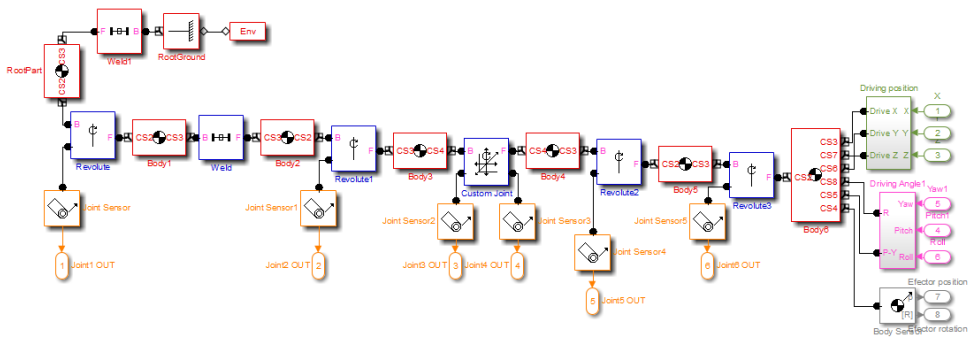 B F
Weld1
RootGround
Env
RootPart
CS2 CS3
B F
Revolute
CS2 CS3
Body1
B F
Weld
CS3 CS2
Body2
B F
Revolute1
CS3 CS4
Body3
B F
Custom Joint
CS4 CS3
Body4
B F
Revolute2
CS2 CS3
Body5
B F
Revolute3
CS3
CS7
CS6
CS8
CS5
CS4
Body6
Driving position
Drive X X
Drive Y Y
Drive Z Z
X
1
2
3
Driving Angle1
Yaw
R
Pitch
P-Y
Roll
Yaw1
5
Pitch1
4
Roll
6
Efector position
7
[R]
8
Body Sensor
Efector rotation
Joint Sensor
1
Joint1 OUT
Joint Sensor1
2
Joint2 OUT
Joint Sensor2
3
Joint3 OUT
Joint Sensor3
4
Joint4 OUT
Joint Sensor4
5
Joint5 OUT
Joint Sensor5
6
Joint6 OUT